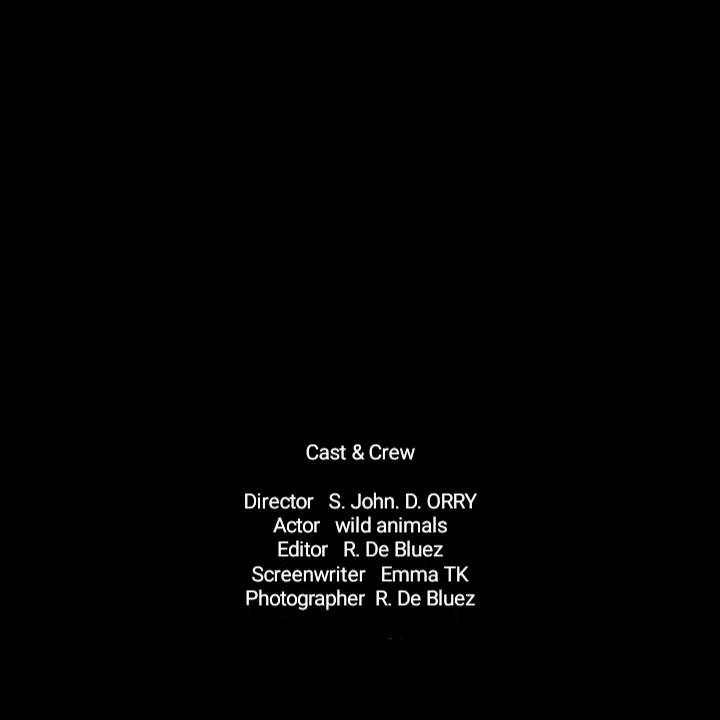 Cast & Crew
Director S. John. D. ORRY
Actor wild animals
Editor R. De Bluez
Screenwriter Emma TK
Photographer R. De Bluez